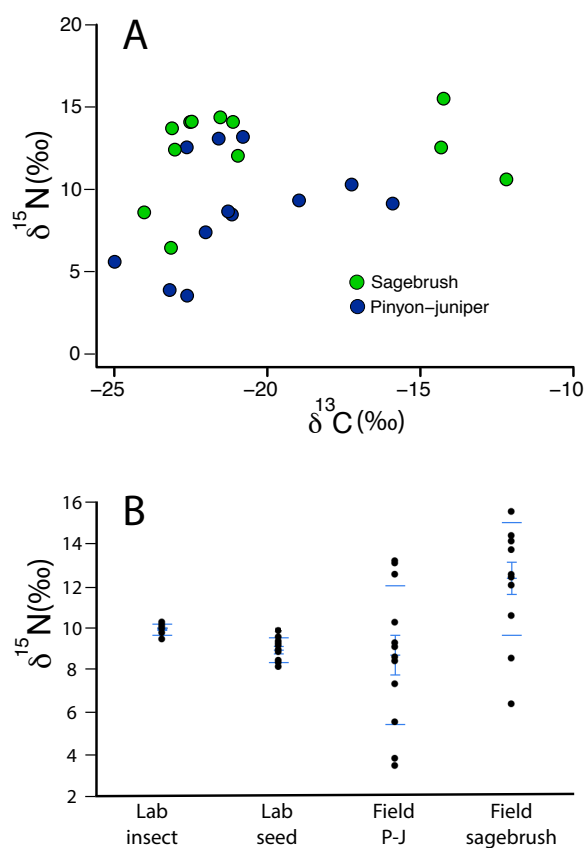 A
20
15
10
5
0
δ15N(‰)
Sagebrush
Pinyon–juniper
−25 −20 −15 −10
δ13C(‰)
B
16
14
12
10
8
6
4
2
δ15N(‰)
Lab Lab Field Field
insect seed P-J sagebrush